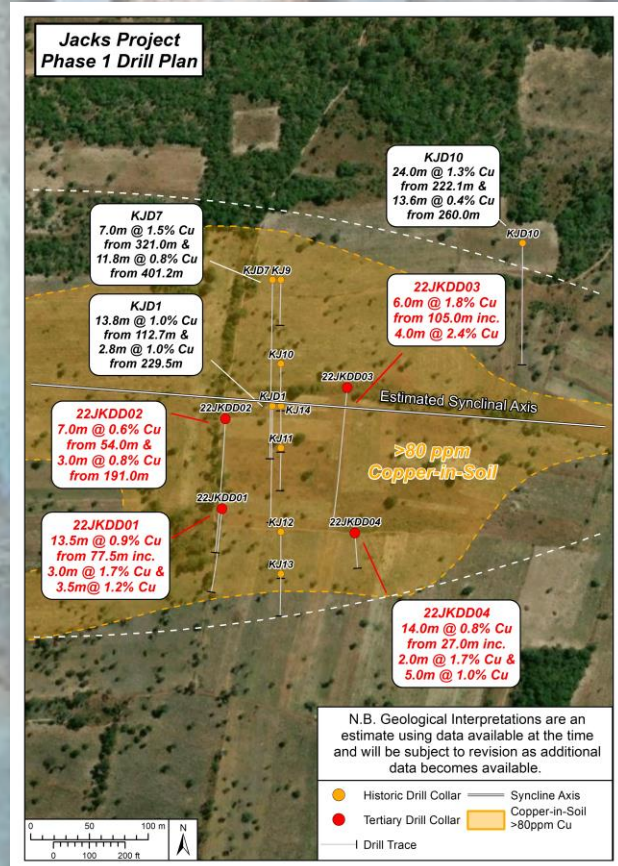 Jacks Project
Phase 1 Drill Plan
KJD10
24.0m @ 1.3% Cu
from 222.1m &
13.6m @ 0.4% Cu
from 260.0m
KJD7
7.0m @ 1.5% Cu
from 321.0m &
11.8m @ 0.8% Cu
from 401.2m
KJD10
KJD7 KJ9
22JKDD03
6.0m @ 1.8% Cu
from 105.0m inc.
4.0m @ 2.4% Cu
KJD1
13.8m @ 1.0% Cu
from 112.7m &
2.8m @ 1.0% Cu
from 229.5m
KJ10
22JKDD03
Estimated Synclinal Axis
KJD1
KJ14
22JKDD02
22JKDD02
7.0m @ 0.6% Cu
from 54.0m &
3.0m @ 0.8% Cu
from 191.0m
KJ11
>80 ppm
Copper-in-Soil
22JKDD01
22JKDD01
13.5m @ 0.9% Cu
from 77.5m inc.
3.0m @ 1.7% Cu &
3.5m@ 1.2% Cu
KJ12
22JKDD04
KJ13
22JKDD04
14.0m @ 0.8% Cu
from 27.0m inc.
2.0m @ 1.7% Cu &
5.0m @ 1.0% Cu
N.B. Geological Interpretations are an
estimate using data available at the time
and will be subject to revision as additional
data becomes available.
Historic Drill Collar
Syncline Axis
Tertiary Drill Collar
Copper-in-Soil
>80ppm Cu
Drill Trace
0 50 100 m
0 100 200 ft
N